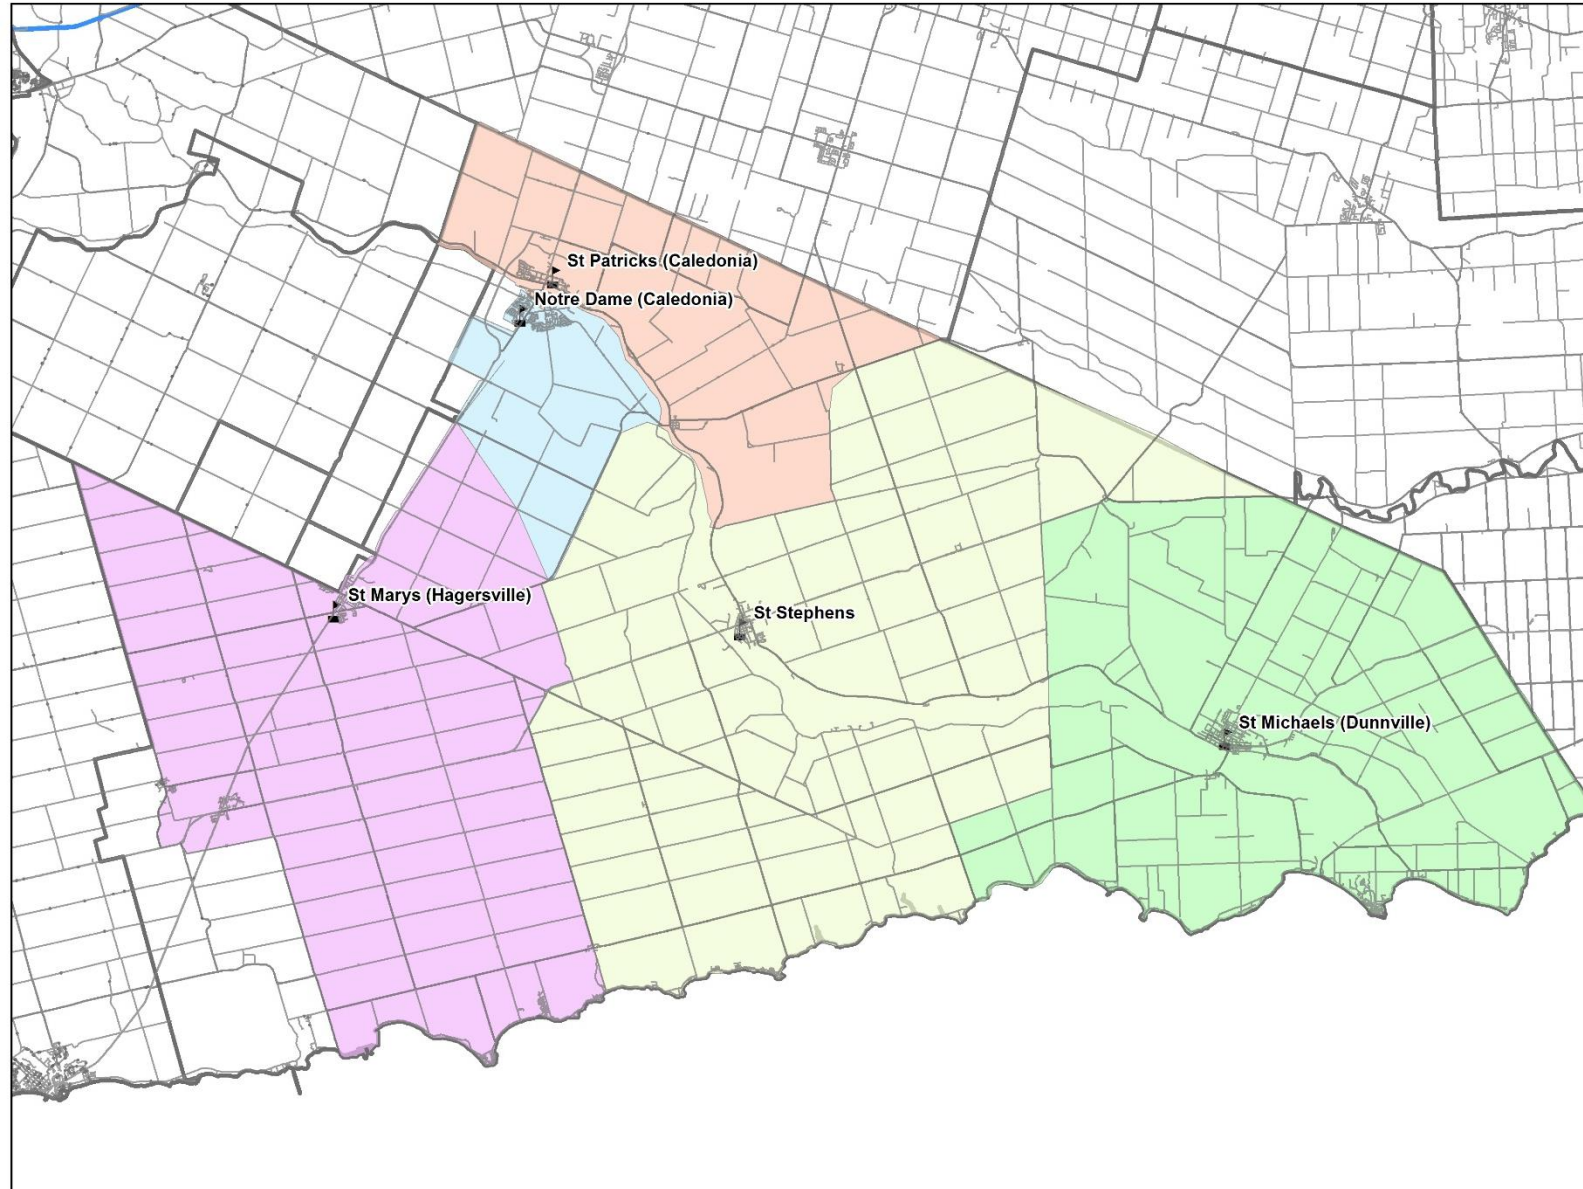 St Patricks (Caledonia)
Notre Dame (Caledonia)
St Marys (Hagersville)
St Stephens
St Michaels (Dunnville)